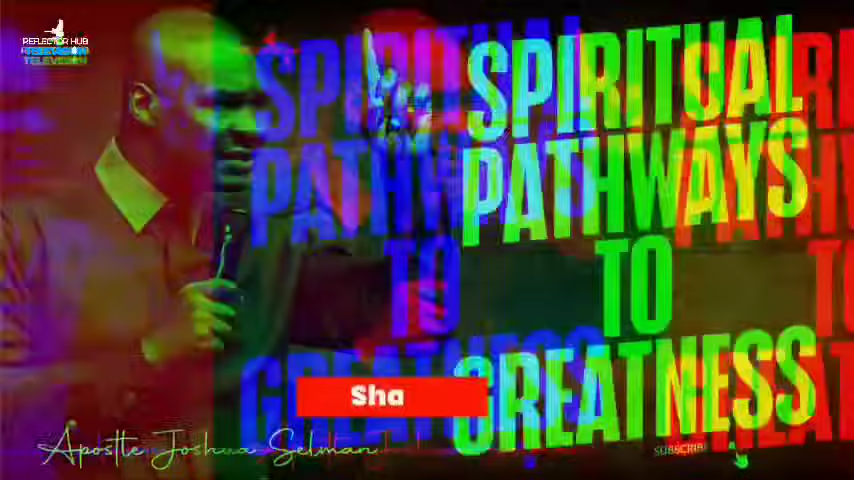 REFLECTOR HUB
TELEVISION
SPIRITUAL
PATHWAYS
TO
GREATNESS
Sha
Apostle Joshua Selman
SUBSCRIBE